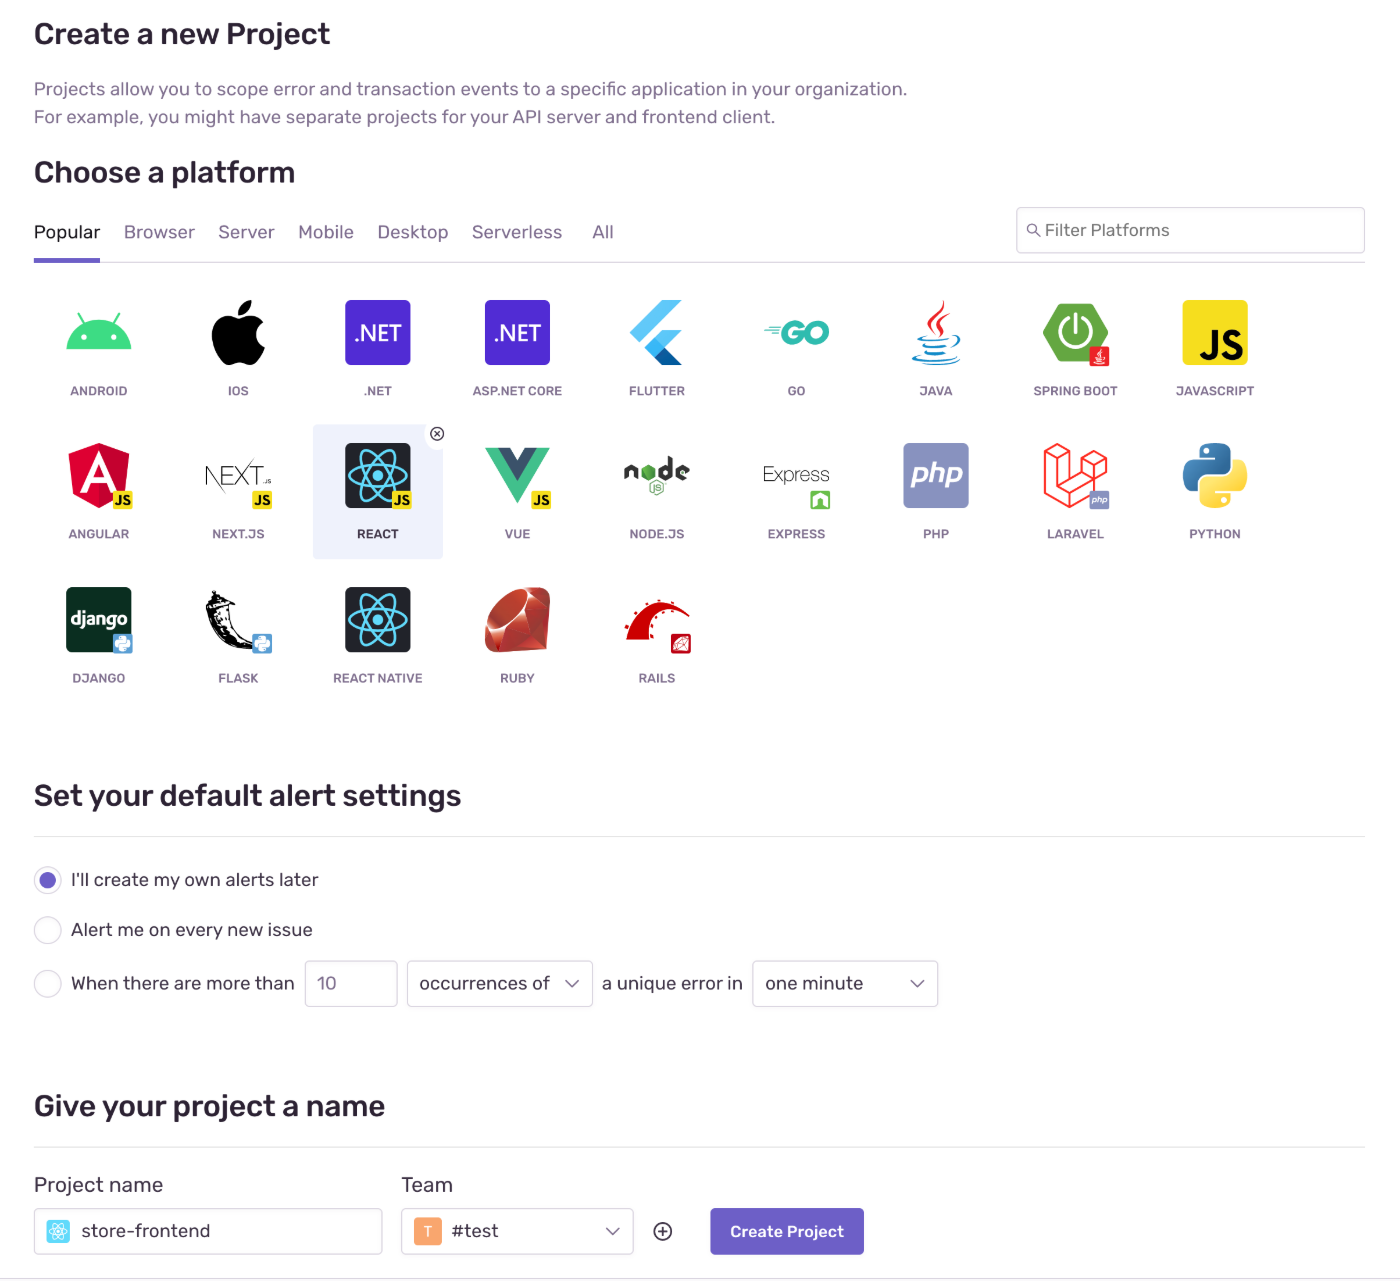 Create a new Project
Projects allow you to scope error and transaction events to a specific application in your organization.
For example, you might have separate projects for your API server and frontend client.
Choose a platform
Popular Browser Server Mobile Desktop Serverless All Filter Platforms
.NET .NET GO JS
ANDROID IOS .NET ASP.NET CORE FLUTTER GO JAVA SPRING BOOT JAVASCRIPT
A JS NEXT.JS JS JS JS node JS Express php php
ANGULAR NEXT.JS REACT VUE NODE.JS EXPRESS PHP LARAVEL PYTHON
django
DJANGO FLASK REACT NATIVE RUBY RAILS
Set your default alert settings
I'll create my own alerts later
Alert me on every new issue
When there are more than 10 occurrences of a unique error in one minute
Give your project a name
Project name Team
store-frontend T #test Create Project